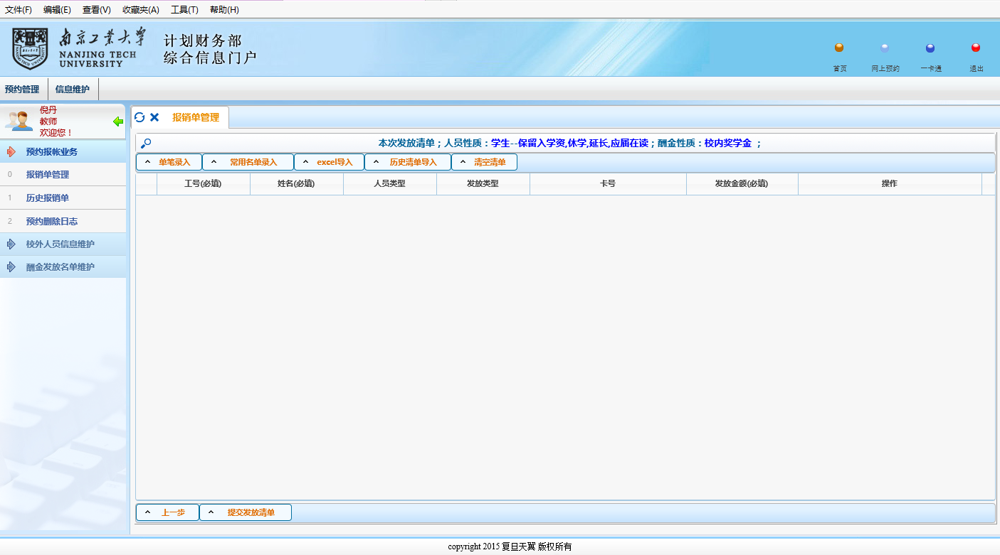 文件(F) 编辑(E) 查看(V) 收藏夹(A) 工具(T) 帮助(H)
南京工业大学
NANJING TECH
UNIVERSITY
计划财务部
综合信息门户
首页 网上预约 一卡通 退出
预约管理 信息维护
倪丹
教师
欢迎您！
预约报帐业务
0 报销单管理
1 历史报销单
2 预约删除日志
校外人员信息维护
酬金发放名单维护
报销单管理
本次发放清单；人员性质：学生--保留入学资,休学,延长,应届在读；酬金性质：校内奖学金 ；
单笔录入 常用名单录入 excel导入 历史清单导入 清空清单
工号(必填) 姓名(必填) 人员类型 发放类型 卡号 发放金额(必填) 操作
上一步 提交发放清单
copyright 2015 复旦天翼 版权所有